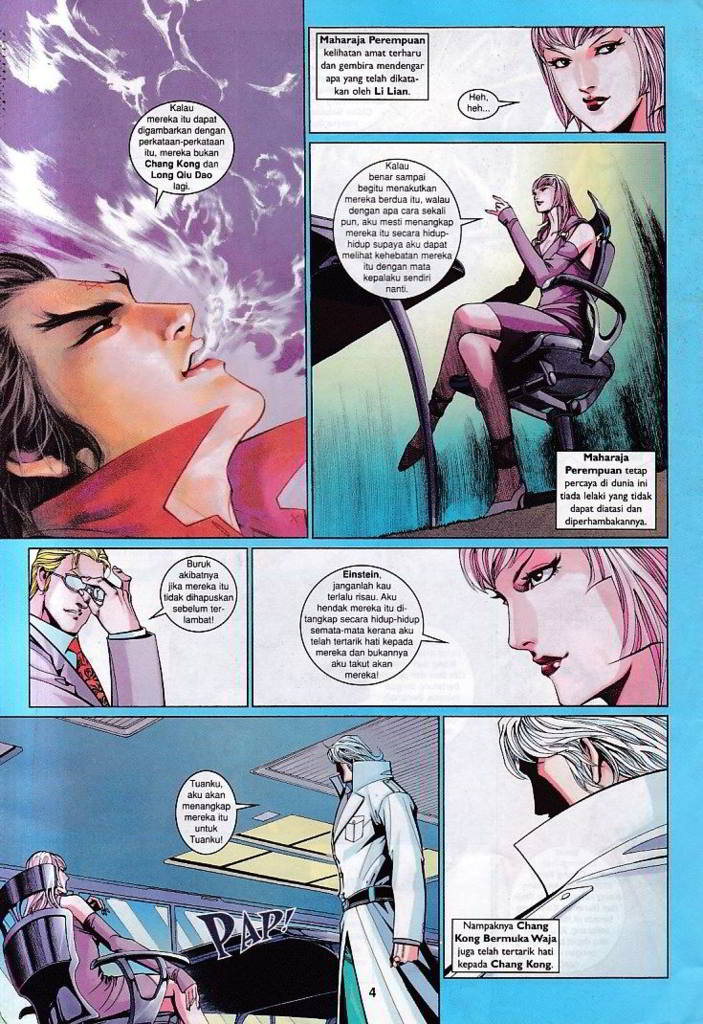 Kalau
mereka itu dapat
digambarkan dengan
perkataan-perkataan
itu, mereka bukan
Chang Kong dan
Long Qiu Dao
lagi.
Maharaja Perempuan
kelihatan amat terharu
dan gembira mendengar
apa yang telah dikata-
kan oleh Li Lian.
Heh,
heh...
Kalau
benar sampai
begitu menakutkan
mereka berdua itu, walau
dengan apa cara sekali
pun, aku mesti menangkap
mereka itu secara hidup-
hidup supaya aku dapat
melihat kehebatan mereka
itu dengan mata
kepalaku sendiri
nanti.
Maharaja
Perempuan tetap
percaya di dunia ini
tiada lelaki yang tidak
dapat diatasi dan
diperhambakannya.
Buruk
akibatnya
jika mereka itu
tidak dihapuskan
sebelum ter-
lambat!
Einstein,
janganlah kau
terlalu risau. Aku
hendak mereka itu di-
tangkap secara hidup-hidup
semata-mata kerana aku
telah tertarik hati kepada
mereka dan bukannya
aku takut akan
mereka!
Tuanku,
aku akan
menangkap
mereka itu
untuk
Tuanku!
PAP!
Nampaknya Chang
Kong Bermuka Waja
juga telah tertarik hati
kepada Chang Kong.
4